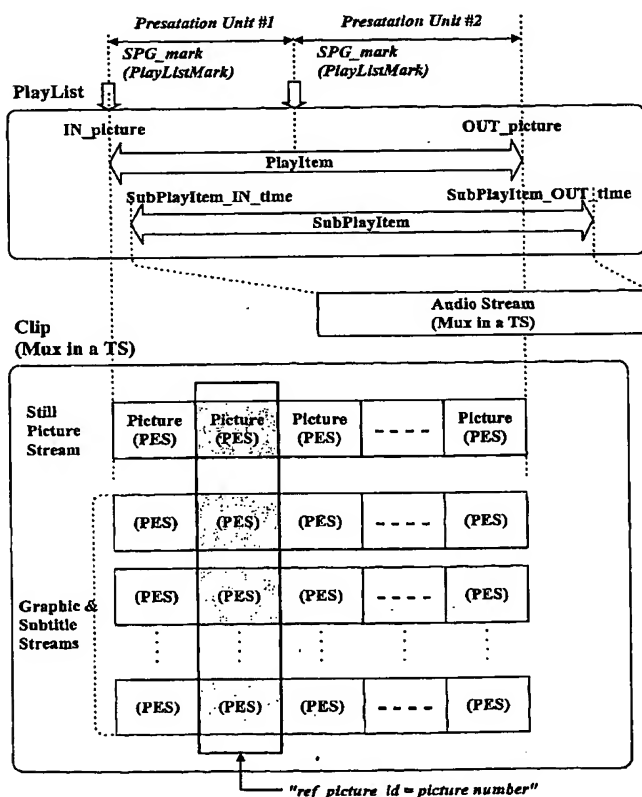 Presatation Unit #1 Presatation Unit #2
SPG_mark SPG_mark
(PlayListMark) (PlayListMark)
PlayList
IN_picture OUT_picture
PlayItem
SubPlayItem_IN_time SubPlayItem_OUT_time
SubPlayItem
Audio Stream
(Mux in a TS)
Clip
(Mux in a TS)
Still
Picture
Stream
Picture Picture Picture Picture
(PES) (PES) (PES) - - - - (PES)
(PES) (PES) (PES) - - - - (PES)
(PES) (PES) (PES) - - - - (PES)
Graphic &
Subtitle
Streams
(PES) (PES) (PES) - - - - (PES)
"ref_picture_id = picture number"